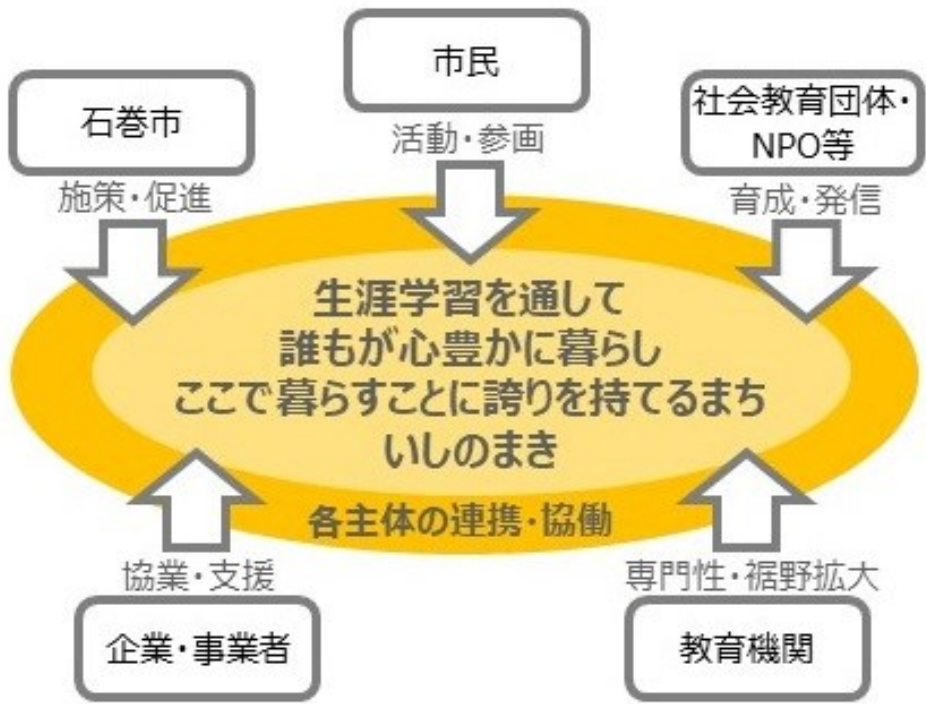 市民
活動・参画
石巻市
施策・促進
社会教育団体・
NPO等
育成・発信
生涯学習を通して
誰もが心豊かに暮らし
ここで暮らすことに誇りを持てるまち
いしのまき
各主体の連携・協働
協業・支援
企業・事業者
専門性・裾野拡大
教育機関